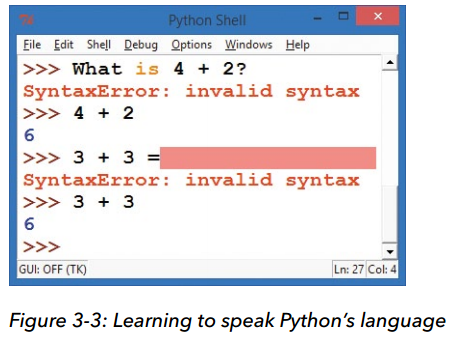 Python Shell
File Edit Shell Debug Options Windows Help
>>> What is 4 + 2?
SyntaxError: invalid syntax
>>> 4 + 2
6
>>> 3 + 3 =
SyntaxError: invalid syntax
>>> 3 + 3
6
>>>
GUI: OFF (TK) Ln: 27 Col: 4
Figure 3-3: Learning to speak Python’s language